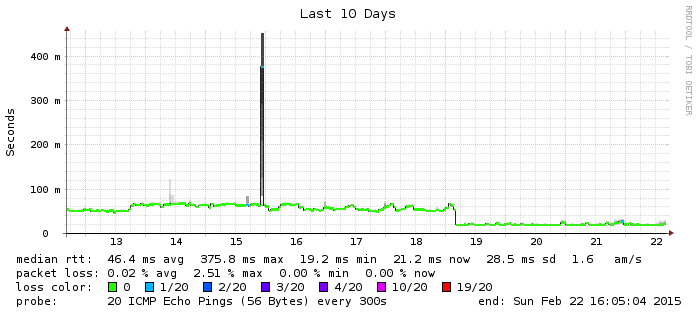 Last 10 Days
RRDTOOL / TOBI OETIKER
Seconds
400 m
300 m
200 m
100 m
0
13 14 15 16 17 18 19 20 21 22
median rtt: 46.4 ms avg 375.8 ms max 19.2 ms min 21.2 ms now 28.5 ms sd 1.6 am/s
packet loss: 0.02 % avg 2.51 % max 0.00 % min 0.00 % now
loss color: 0 1/20 2/20 3/20 4/20 10/20 19/20
probe: 20 ICMP Echo Pings (56 Bytes) every 300s end: Sun Feb 22 16:05:04 2015